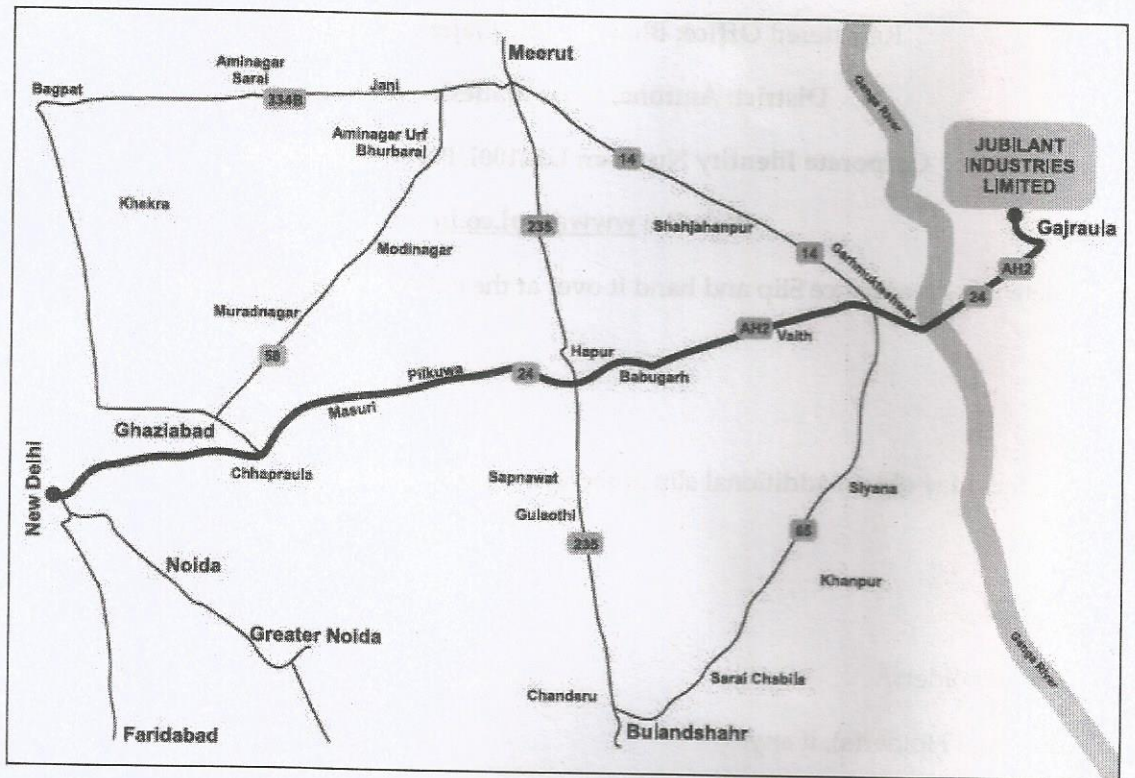 Meerut
Aminagar
Sarai
Jani
Bagpat
334B
Ganga River
Aminagar Urf
Bhurbaral
14
JUBILANT
INDUSTRIES
LIMITED
Khekra
235
Shahjahanpur
Gajraula
Modinagar
14
Garhmukteshwar
AH2
24
Muradnagar
58
Hapur
AH2
Vaith
Pilkuwa
24
Babugarh
Masuri
Ghaziabad
Chhapraula
New Delhi
Sapnawat
Siyana
Gulaothi
235
65
Noida
Khanpur
Greater Noida
Ganga River
Sarai Chabila
Chandaru
Bulandshahr
Faridabad